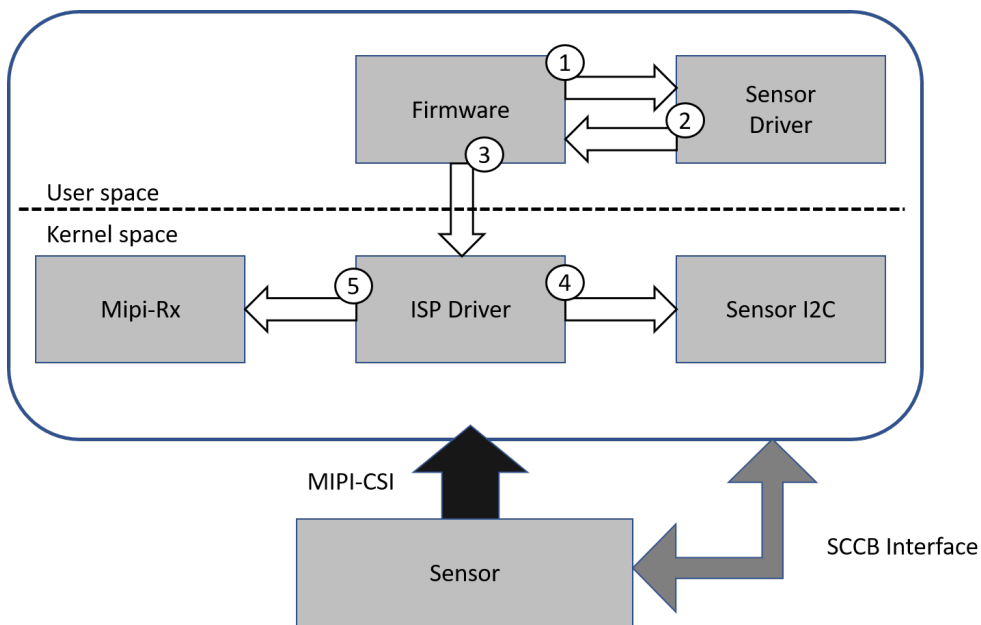 1
Firmware
Sensor
Driver
2
3
User space
Kernel space
5
4
Mipi-Rx
ISP Driver
Sensor I2C
MIPI-CSI
SCCB Interface
Sensor